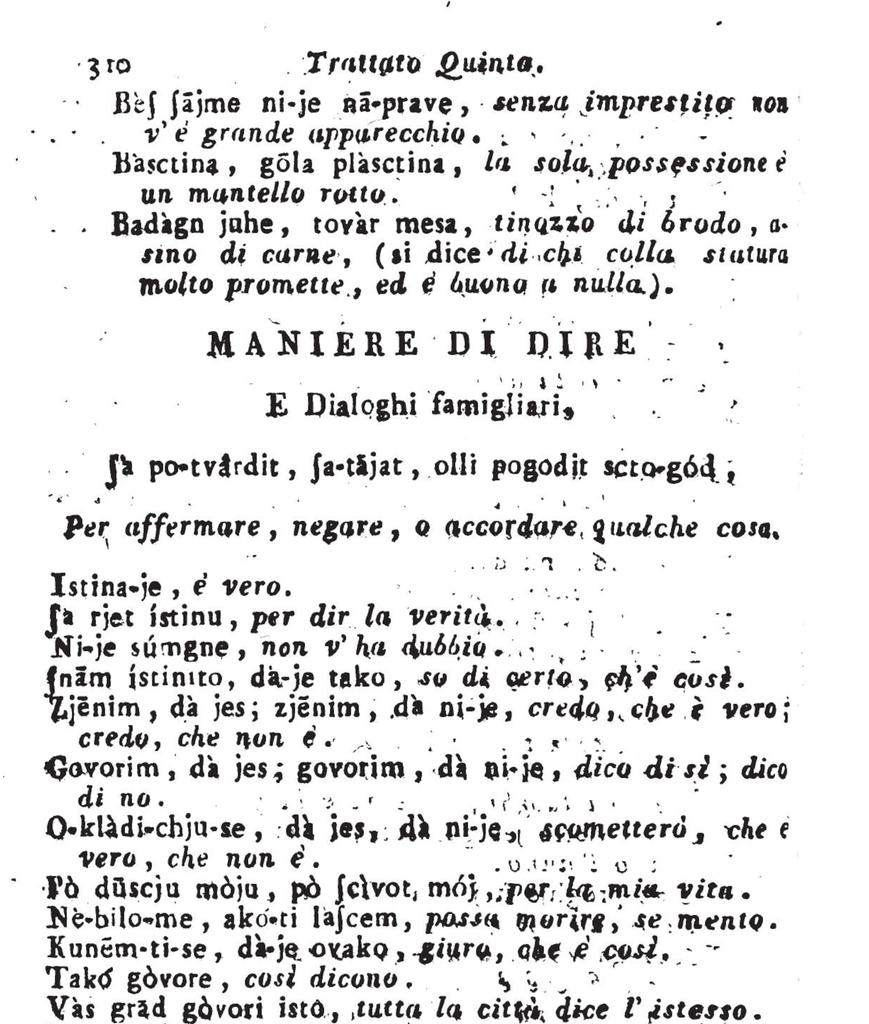 310 Trattato Quinto.
Bèſ ſājme ni-je nā-prave, senza imprestito non
v' é grande apparecchio.
Bàsctina, gōla plàsctina, la sola possessione è
un mantello rotto.
Badàgn juhe, tovàr mesa, tinazzo di brodo, a-
sino di carne, (si dice di chi colla statura
molto promette, ed é buono a nulla).
MANIERE DI DIRE
E Dialoghi famigliari,
ſà po-tvârdit, ſa-tājat, olli pogodit scto-gód,
Per affermare, negare, o accordare qualche cosa.
Istina-je, é vero.
ſà rjet ístinu, per dir la verità.
Ni-je súmgne, non v' ha dubbio.
ſnām ístinito, dà-je tako, so di certo, ch'é così.
Zjēnim, dà jes; zjēnim, dà ni-je, credo, che è vero;
credo, che non é.
Govorim, dà jes; govorim, dà ni-je, dico di sì; dico
di no.
O-klàdi-chju-se, dà jes, dà ni-je, scometterò, che é
vero, che non è.
Pò dūscju mòju, pò ſcìvot mój, per la mia vita.
Nè-bilo-me, akó-ti làſcem, possa morire, se mento.
Kunēm-ti-se, dà-je ovako, giuro, che é così.
Takó gòvore, così dicono.
Vàs grād gòvori istò, tutta la città dice l' istesso.